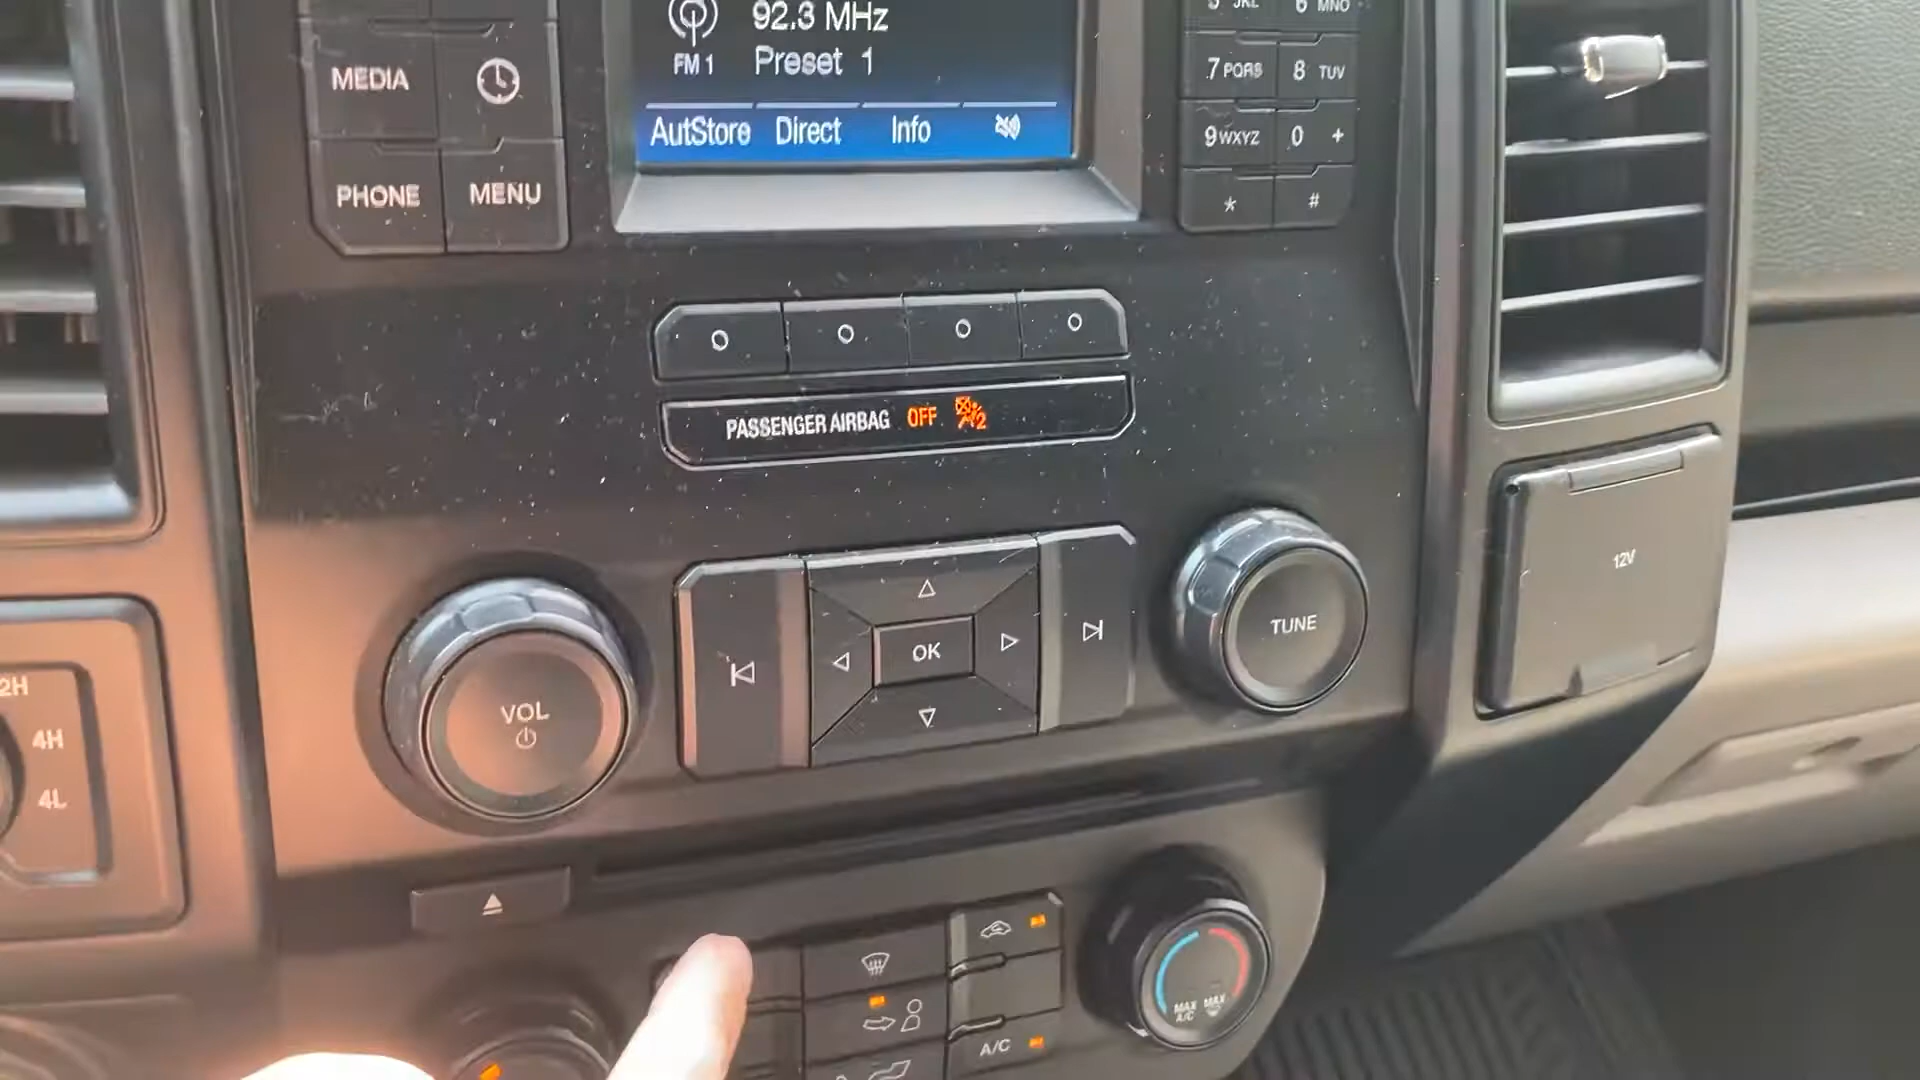 92.3 MHz
FM 1
Preset 1
AutStore Direct Info
MEDIA
PHONE MENU
5 JKL 6 MNO
7 PQRS 8 TUV
9 WXYZ 0 +
* #
PASSENGER AIRBAG OFF 2
12V
VOL
OK
TUNE
2H
4H
4L
MAX A/C
MAX
A/C